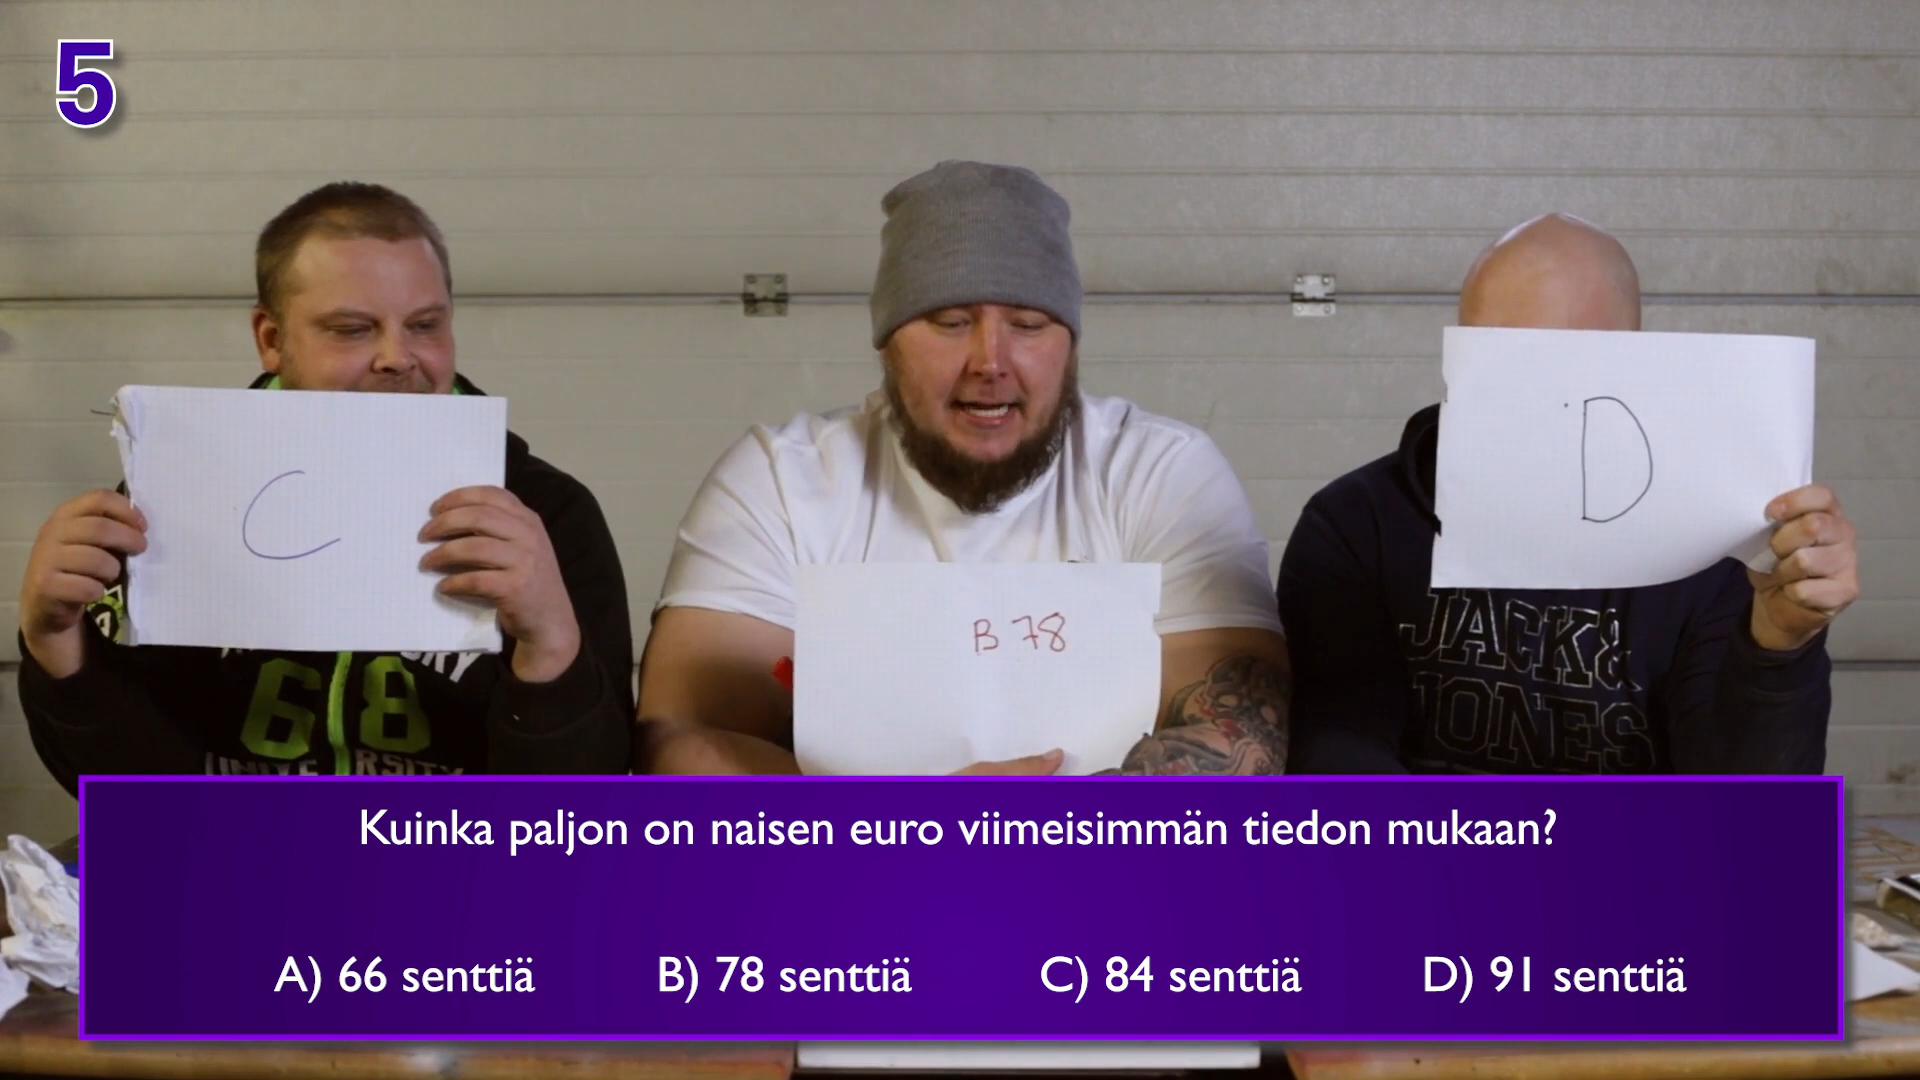 5
C
B 78
D
68
JACK&
JONES
Kuinka paljon on naisen euro viimeisimmän tiedon mukaan?
A) 66 senttiä B) 78 senttiä C) 84 senttiä D) 91 senttiä